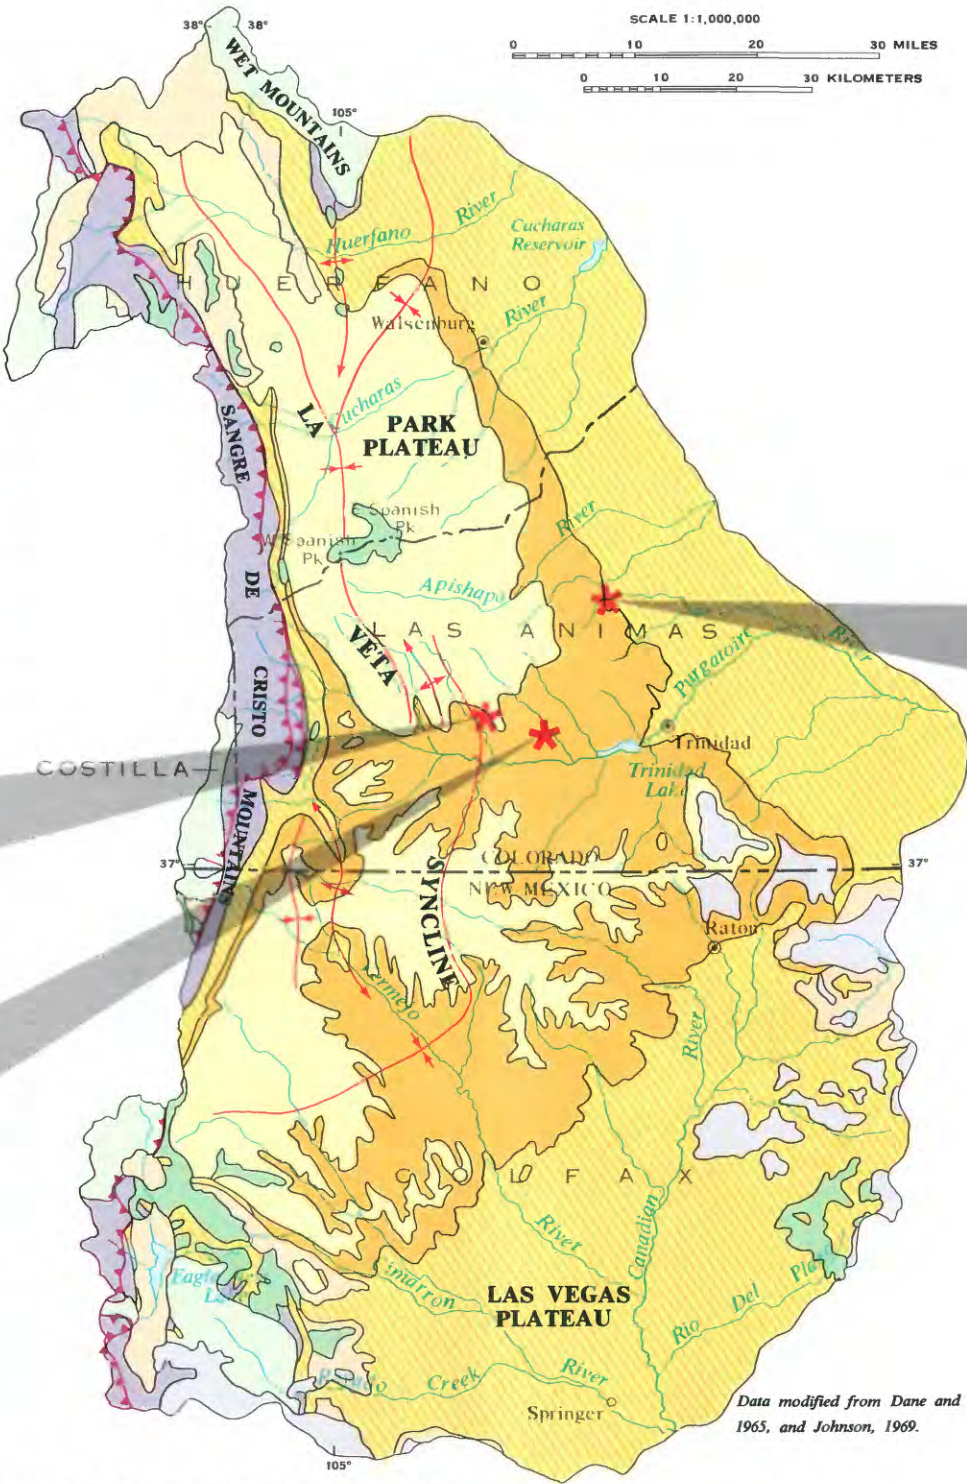 SCALE 1:1,000,000
0 10 20 30 MILES
0 10 20 30 KILOMETERS
38° 38°
105°
WET MOUNTAINS
Huerfano River
Cucharas
Reservoir
HUERFANO
Walsenburg
River
Cucharas
LA
PARK
PLATEAU
SANGRE
E Spanish
Pk
W Spanish
Pk
River
DE
Apishapa
LAS ANIMAS
VETA
Purgatoire
River
CRISTO
Trinidad
COSTILLA
Trinidad
Lake
MOUNTAINS
37° 37°
COLORADO
NEW MEXICO
SYNCLINE
Raton
Vermejo
River
COLFAX
Canadian
River
Eagle
Cimarron
LAS VEGAS
PLATEAU
Rio Del
Creek
River
Springer
Data modified from Dane and
1965, and Johnson, 1969.
105°